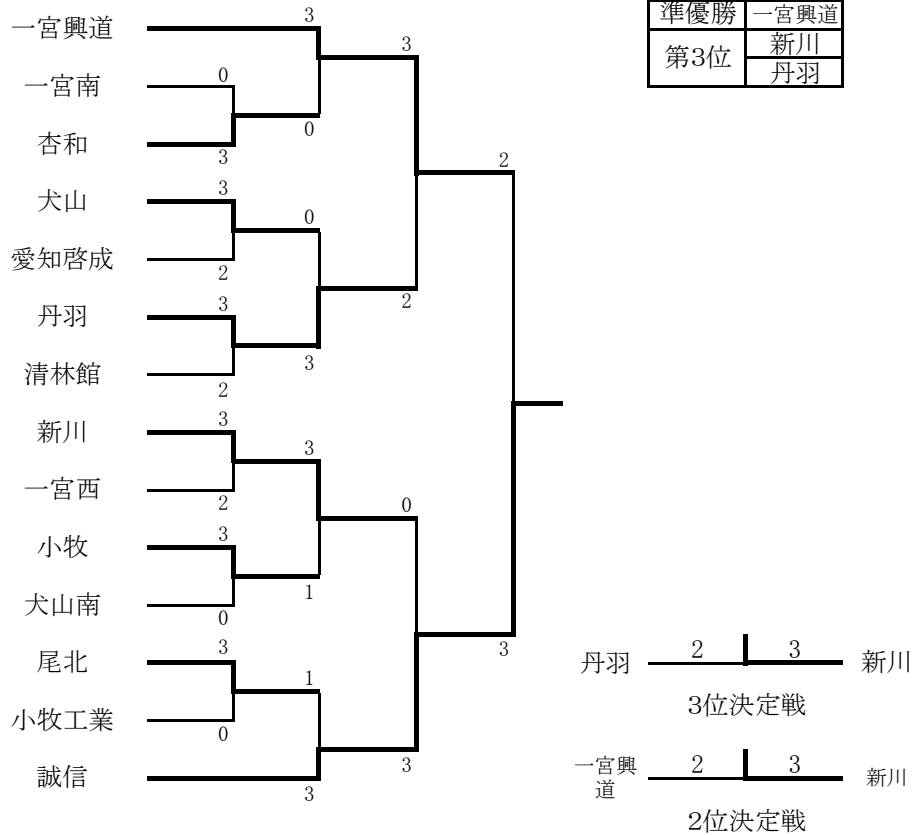 準優勝 一宮興道
第3位 新川
丹羽
一宮興道 3
3
一宮南 0
0
杏和 3
2
犬山 3
0
愛知啓成 2
2
丹羽 3
3
清林館 2
新川 3
3
一宮西 2
0
小牧 3
1
犬山南 0
3
尾北 3
1
小牧工業 0
3
誠信 3
丹羽 2 3 新川
3位決定戦
一宮興
道 2 3 新川
2位決定戦